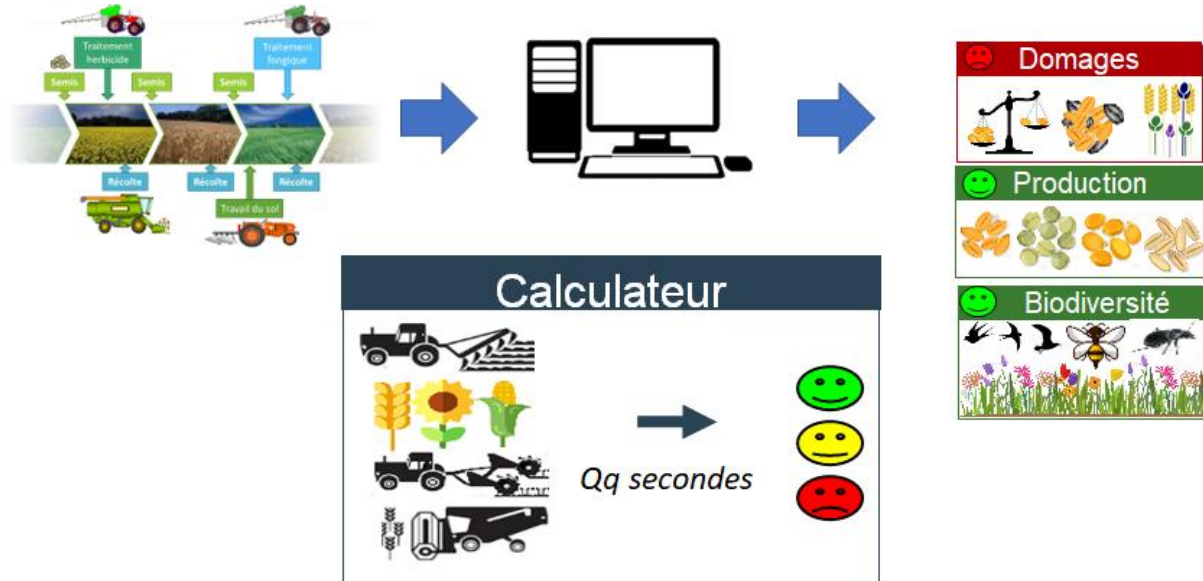 Traitement
herbicide
Traitement
fongique
Semis
Semis
Semis
Récolte
Récolte
Récolte
Travail du sol
Domages
Production
Biodiversité
Calculateur
Qq secondes